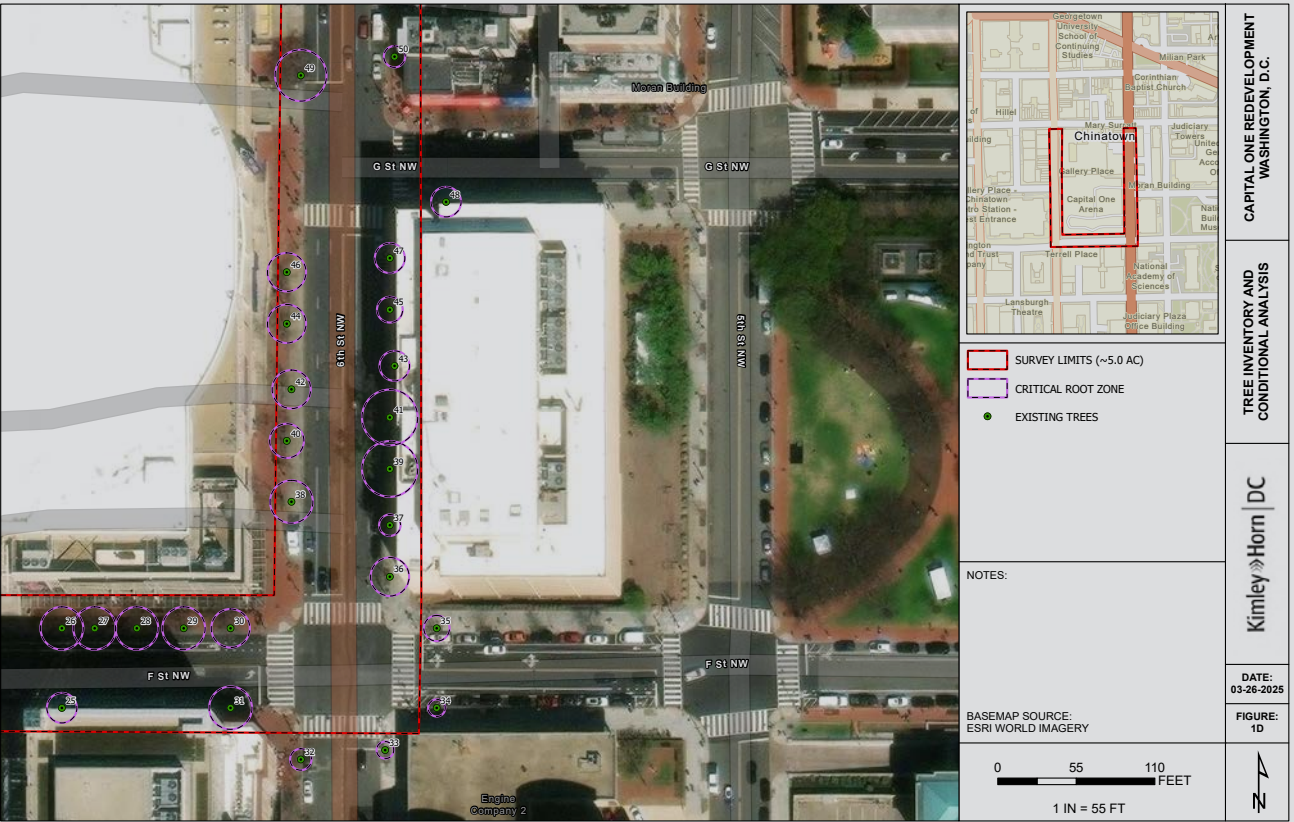 49
50
Moran Building
G St NW
G St NW
48
47
46
45
44
6th St NW
5th St NW
43
42
41
40
39
38
37
36
26
27
28
29
30
35
F St NW
F St NW
25
31
34
33
32
Engine
Company 2
Georgetown
University
School of
Continuing
Studies
Milian Park
Corinthian
Baptist Church
Hillel
Mary Surratt
Chinatown
Judiciary
Towers
Gallery Place
Moran Building
Chinatown
Capital One
Arena
Terrell Place
National
Academy of
Sciences
Lansburgh
Theatre
Judiciary Plaza
Office Building
SURVEY LIMITS (~5.0 AC)
CRITICAL ROOT ZONE
EXISTING TREES
NOTES:
BASEMAP SOURCE:
ESRI WORLD IMAGERY
0 55 110
FEET
1 IN = 55 FT
CAPITAL ONE REDEVELOPMENT
WASHINGTON, D.C.
TREE INVENTORY AND
CONDITIONAL ANALYSIS
Kimley»Horn | DC
DATE:
03-26-2025
FIGURE:
1D
N